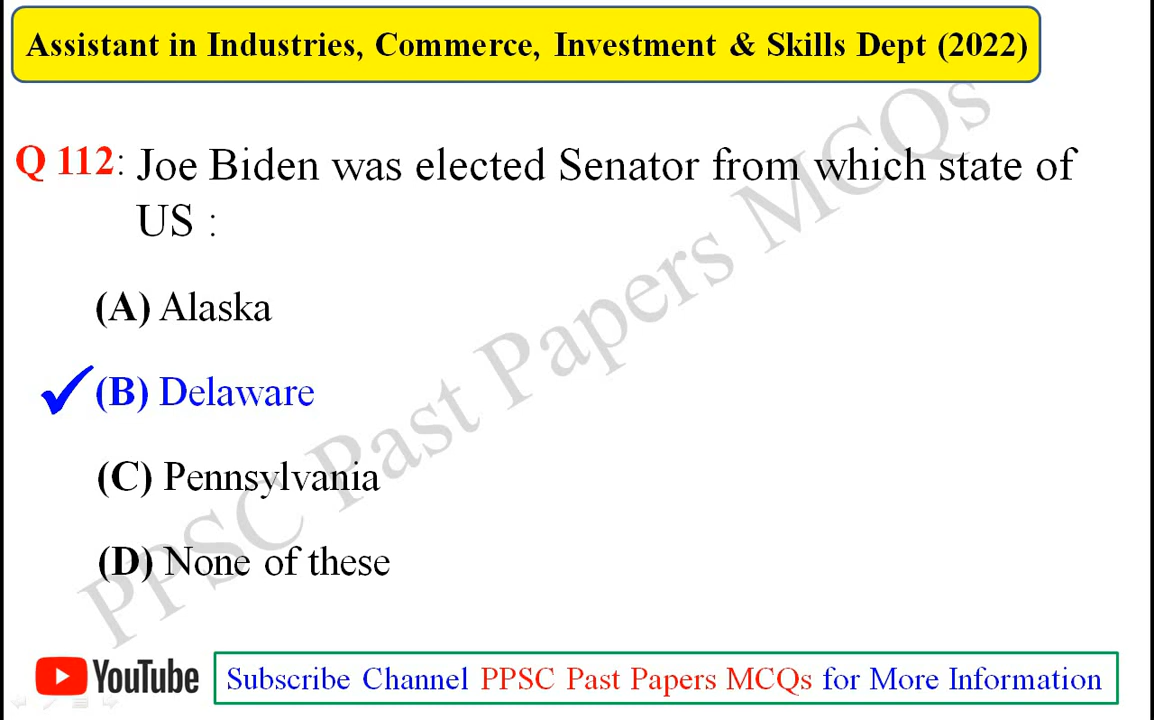 Assistant in Industries, Commerce, Investment & Skills Dept (2022)
Q 112: Joe Biden was elected Senator from which state of
US :
(A) Alaska
(B) Delaware
(C) Pennsylvania
(D) None of these
PPSC Past Papers MCQs
YouTube Subscribe Channel PPSC Past Papers MCQs for More Information